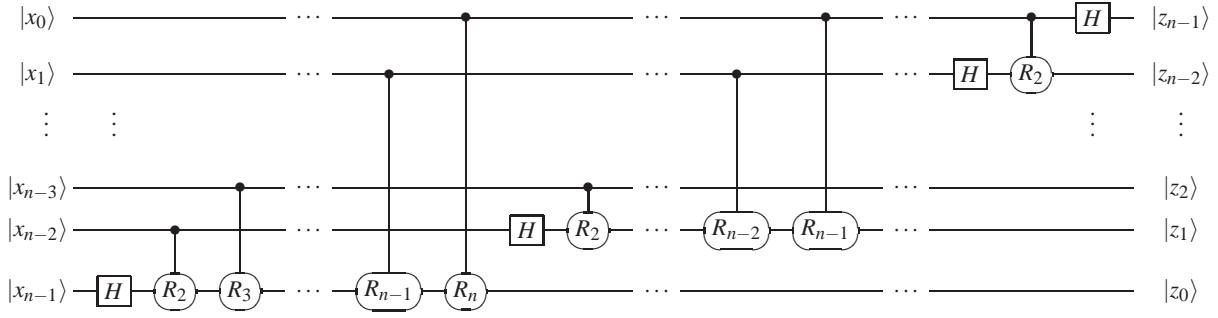 |x₀⟩ ⋯ ⋯ ⋯ H |zₙ₋₁⟩
|x₁⟩ ⋯ ⋯ ⋯ H R₂ |zₙ₋₂⟩
⋮ ⋮ ⋮ ⋮
|xₙ₋₃⟩ ⋯ ⋯ ⋯ |z₂⟩
|xₙ₋₂⟩ ⋯ H R₂ ⋯ Rₙ₋₂ Rₙ₋₁ ⋯ |z₁⟩
|xₙ₋₁⟩ H R₂ R₃ ⋯ Rₙ₋₁ Rₙ ⋯ ⋯ |z₀⟩